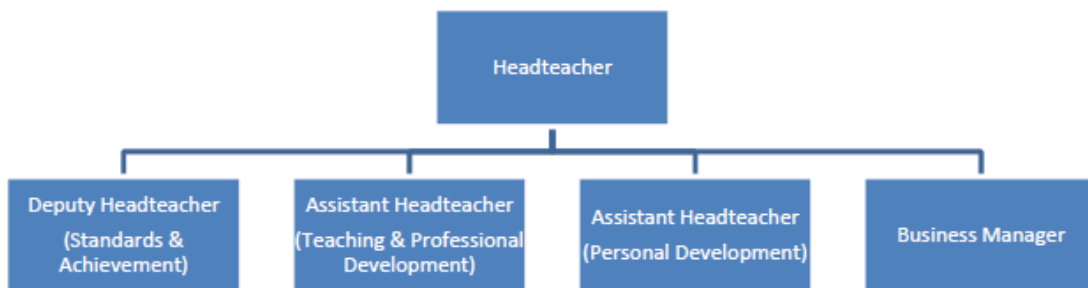 Headteacher
Deputy Headteacher
(Standards &
Achievement)
Assistant Headteacher
(Teaching & Professional
Development)
Assistant Headteacher
(Personal Development)
Business Manager